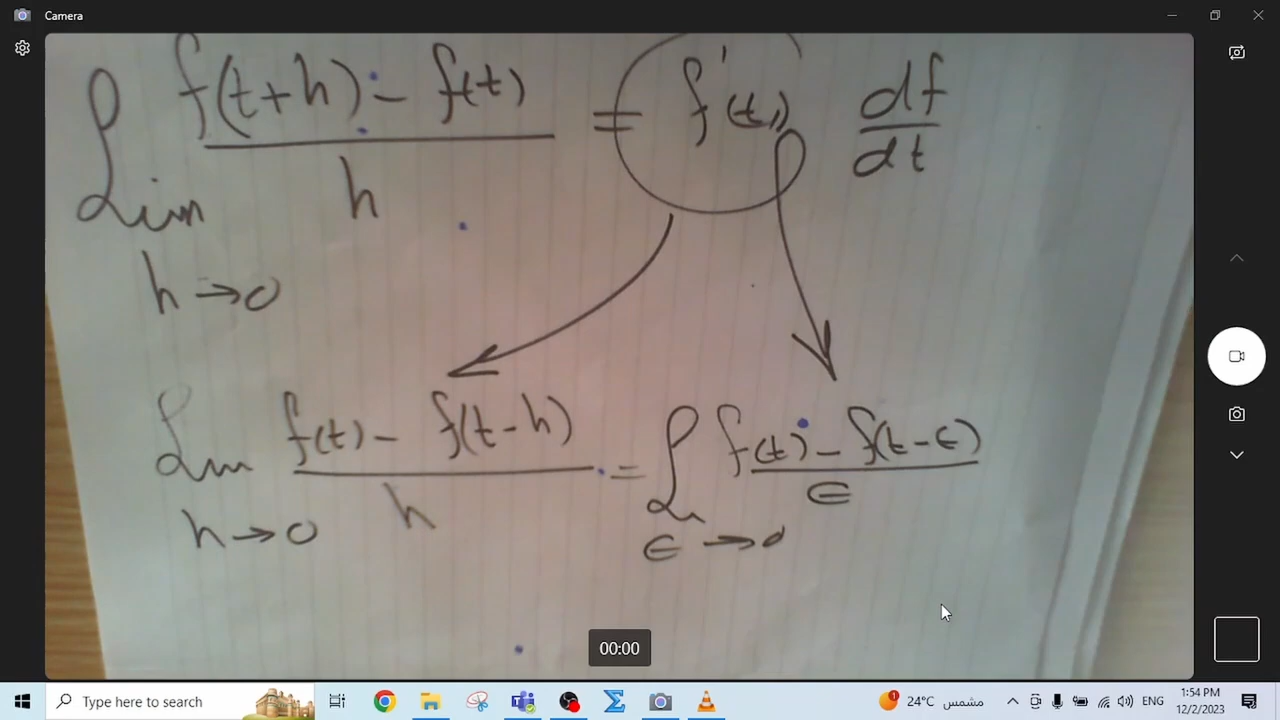 Camera
f(t+h) - f(t)
Lim = f'(t) df/dt
h
h→0
f(t) - f(t-h) f(t) - f(t-ϵ)
Lim = L
h ϵ
h→0 ϵ→0
00:00
Type here to search
1 24°C مشمس ENG 1:54 PM
12/2/2023